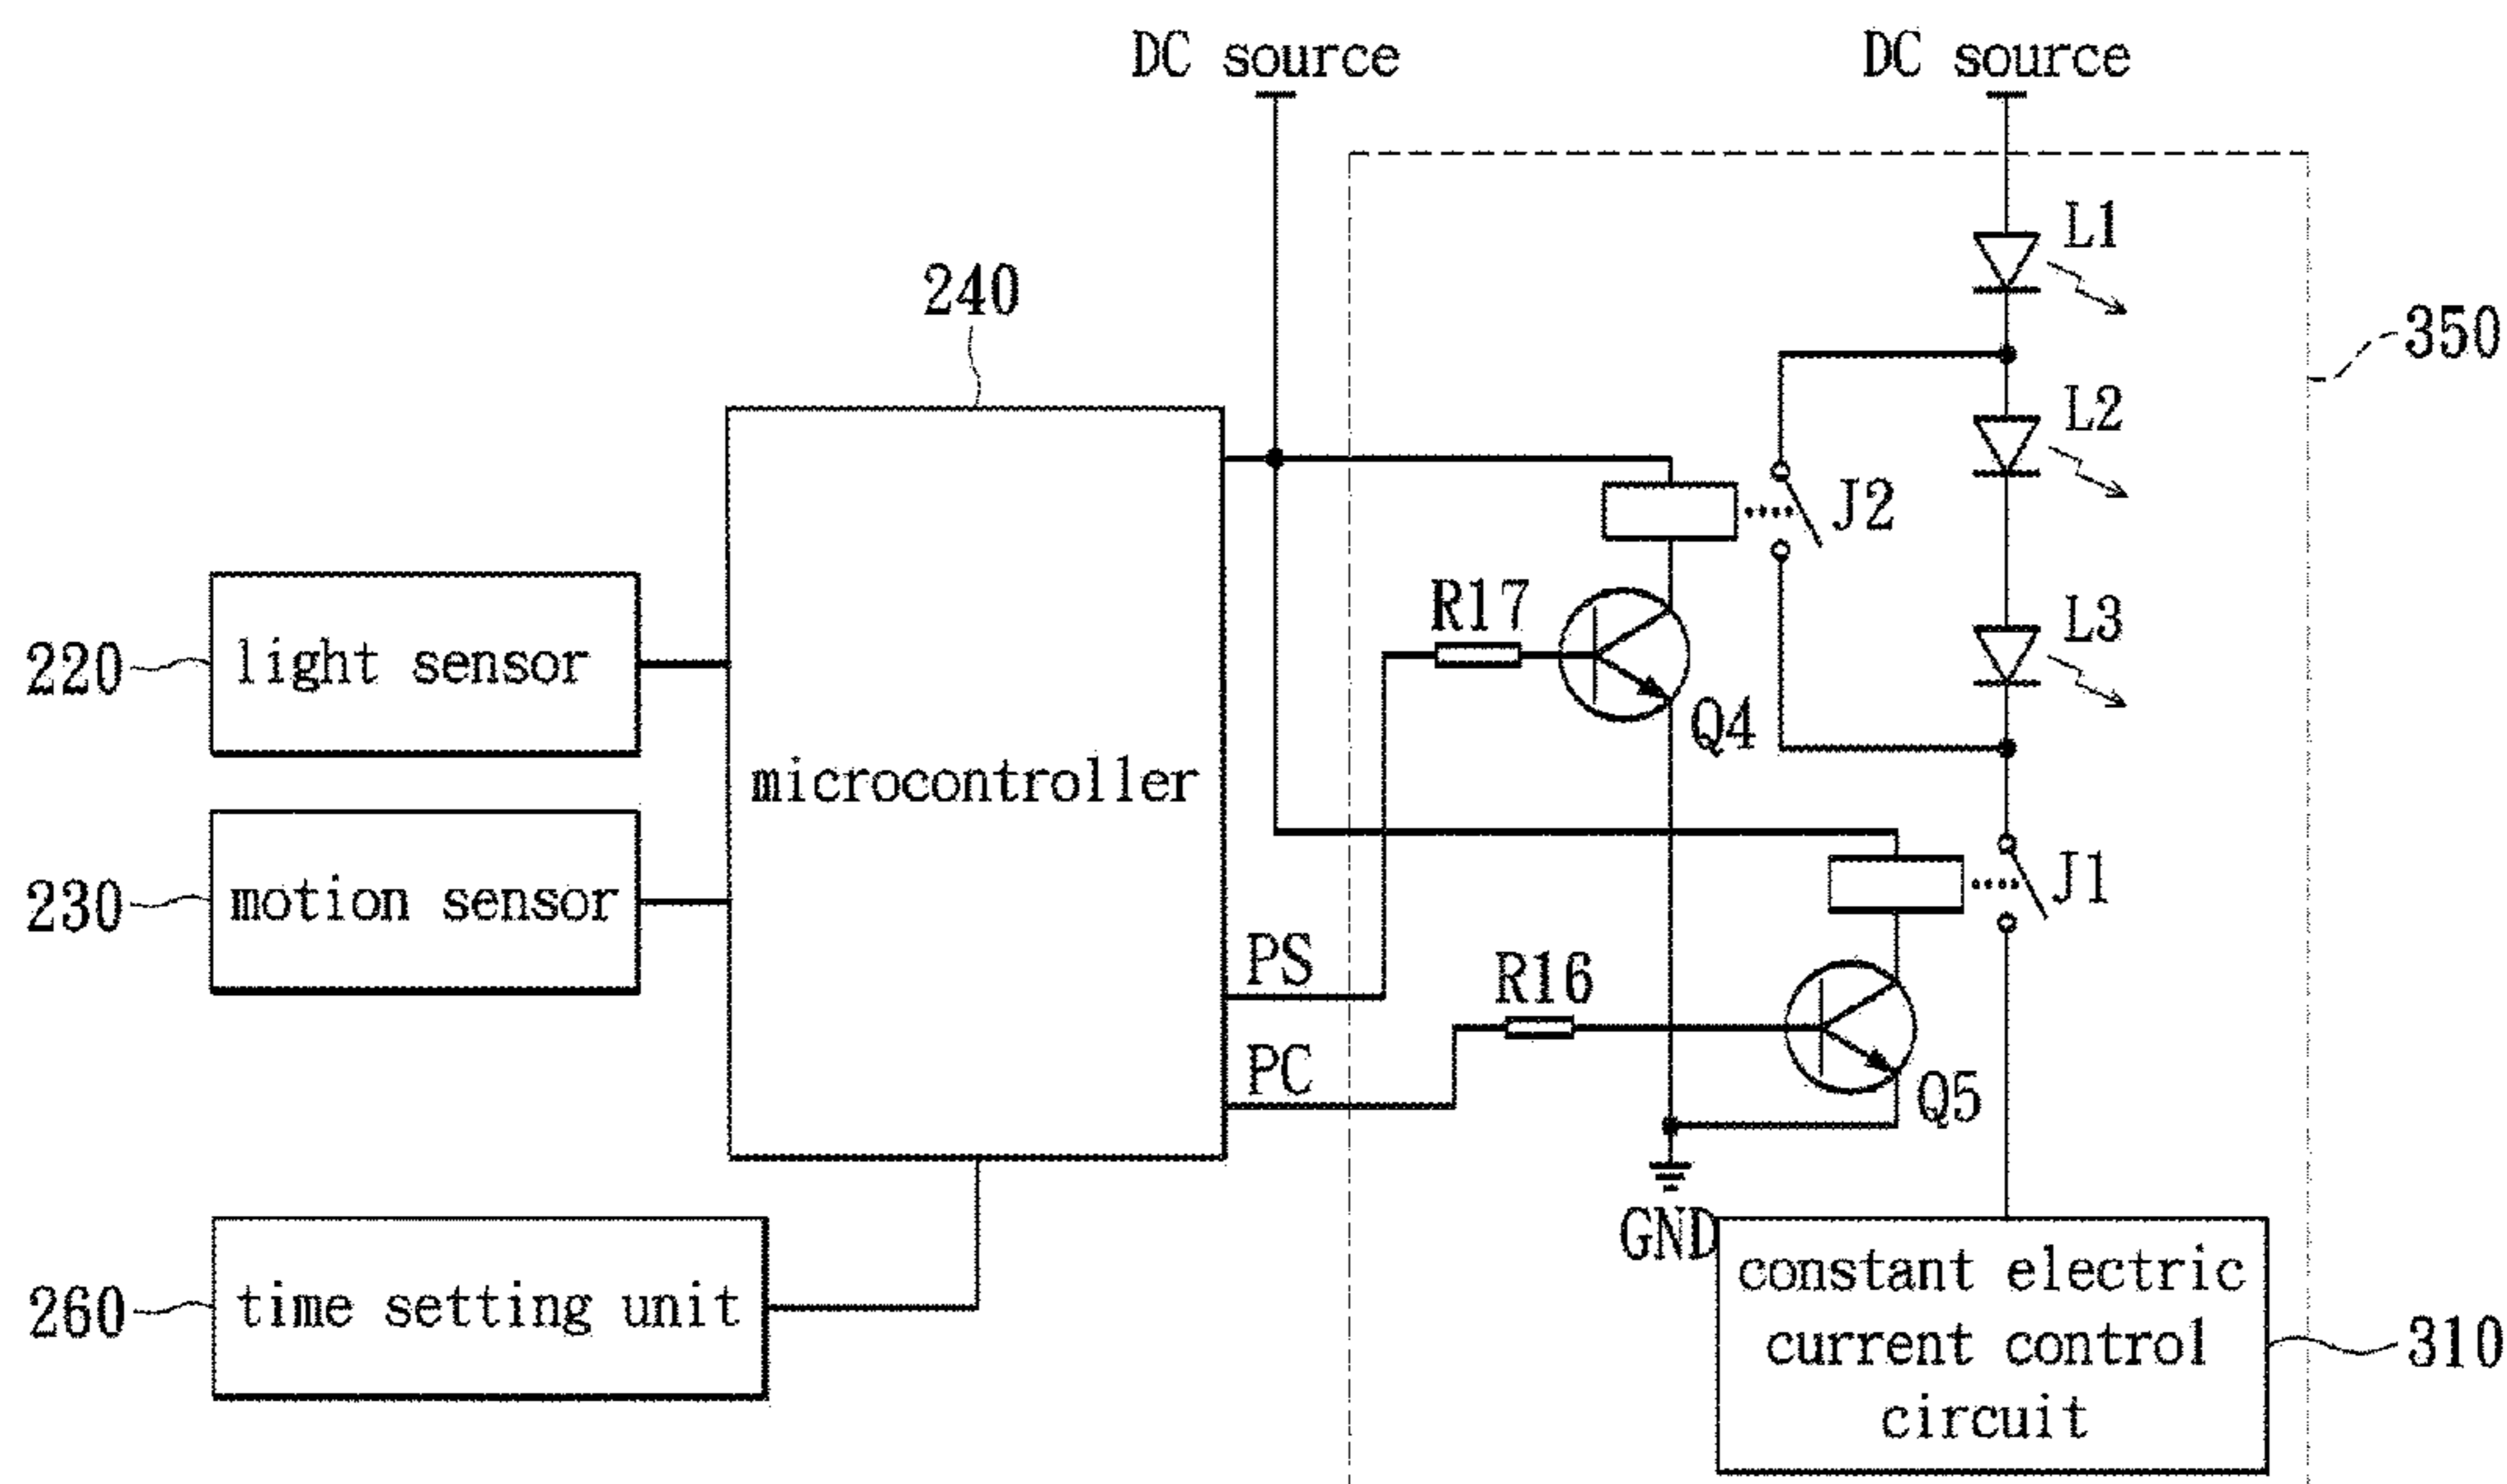 DC source
DC source
L1
240
350
L2
J2
R17
L3
light sensor
220
Q4
microcontroller
J1
motion sensor
230
PS
R16
PC
Q5
GND
constant electric
current control
circuit
time setting unit
260
310